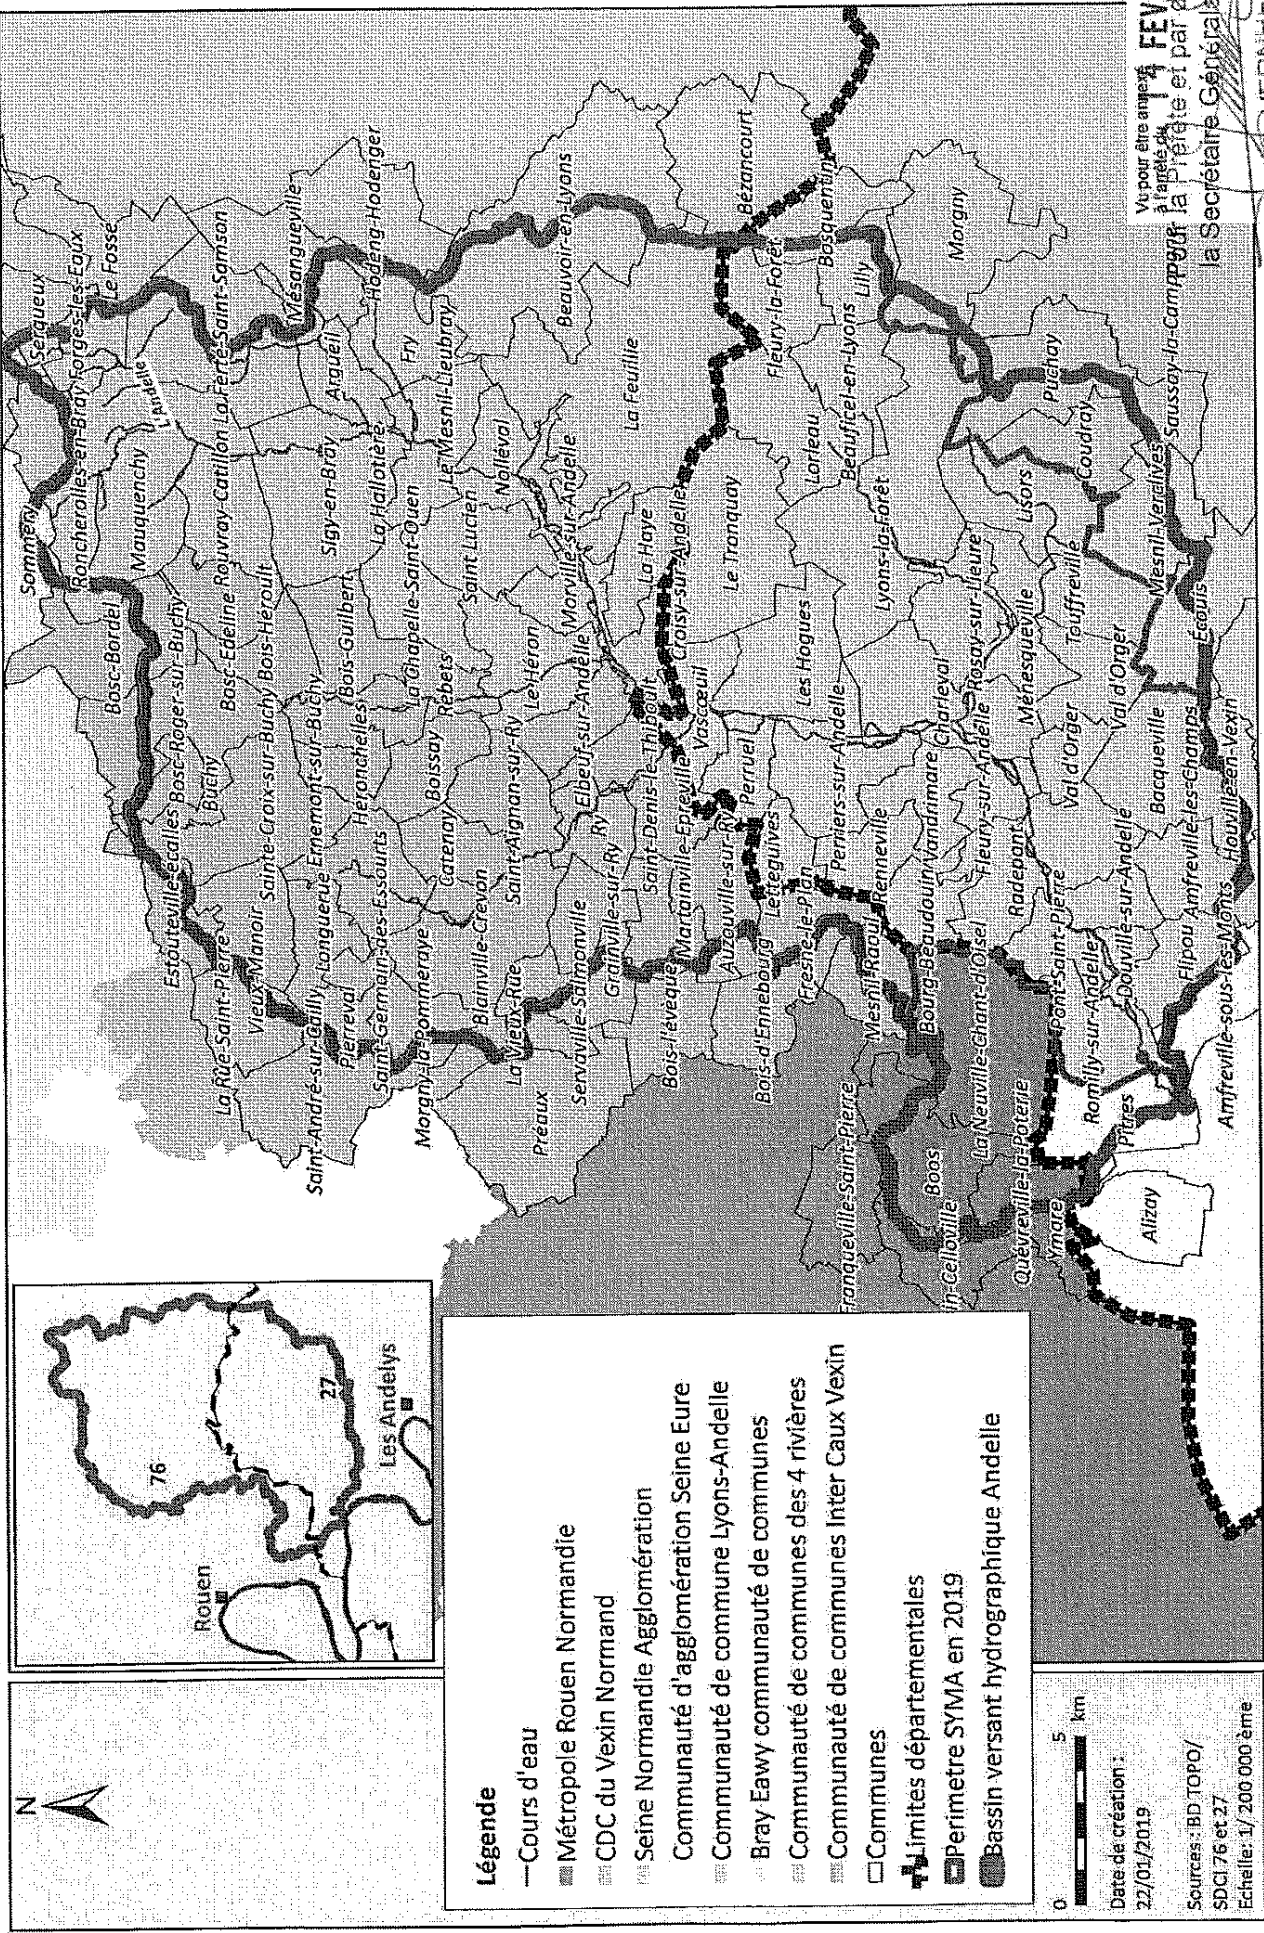 N
Rouen
76
27
Les Andelys
Légende
Cours d'eau
Métropole Rouen Normandie
CDC du Vexin Normand
Seine Normandie Agglomération
Communauté d'agglomération Seine Eure
Communauté de commune Lyons-Andelle
Bray Eawy communauté de communes
Communauté de communes des 4 rivières
Communauté de communes Inter Caux Vexin
Communes
Limites départementales
Perimetre SYMA en 2019
Bassin versant hydrographique Andelle
0 5
km
Date de création :
22/01/2019
Sources : BD TOPO/
SDCI 76 et 27
Echelle: 1/ 200 000 ème
Serqueux
Le Fossé
Roncherolles-en-Bray
Forges-les-Eaux
Sommery
Mauquenchy
L'Andelle
Bosc-Bordel
La Ferté-Saint-Samson
Rouvray-Catillon
Bosc-Edeline
Bosc-Roger-sur-Buchy
Buchy
Estouteville-Ecalles
Mésangueville
Argueil
Hodeng-Hodenger
Sigy-en-Bray
Bois-Héroult
Sainte-Croix-sur-Buchy
Vieux-Manoir
La Rue-Saint-Pierre
Fry
La Hallotière
Bois-Guilbert
Ernemont-sur-Buchy
Longuerue
Héronchelles
Pierreval
Saint-André-sur-Cailly
Le Mesnil-Lieubray
La Chapelle-Saint-Ouen
Saint-Germain-des-Essourts
Boissay
Rebets
Catenay
Morgny-la-Pommeraye
Nolléval
Saint Lucien
Le Héron
Saint-Aignan-sur-Ry
Blainville-Crevon
La Vieux-Rue
Préaux
Beauvoir-en-Lyons
Morville-sur-Andelle
Elbeuf-sur-Andelle
Ry
Grainville-sur-Ry
Servaville-Salmonville
La Feuille
La Haye
Saint-Denis-le-Thiboult
Martainville-Epreville
Bois-l'évêque
Croisy-sur-Andelle
Vascœuil
Auzouville-sur-Ry
Bois-d'Ennebourg
Bézancourt
Le Tronquay
Perruel
Letteguives
Fresne-le-Plan
Fleury-la-Forêt
Bosquentin
Lorleau
Les Hogues
Perriers-sur-Andelle
Renneville
Mesnil-Raoul
Franqueville-Saint-Pierre
Lilly
Beauficel-en-Lyons
Lyons-la-Forêt
Charleval
Vandrimare
Bourg-Beaudouin
Boos
Morgny
Rosay-sur-Lieure
Fleury-sur-Andelle
La Neuville-Chant-d'Oisel
in-Celloville
Lisors
Ménesqueville
Radepont
Quévreville-la-Poterie
Ymare
Puchay
Coudray
Touffreville
Val d'Orger
Val d'Orger
Pont-Saint-Pierre
Romilly-sur-Andelle
Douville-sur-Andelle
Pîtres
Alizay
Mesnil-Verclives
Saussay-la-Campagne
Bacqueville
Écouis
Amfreville-les-Champs
Flipou
Houville-en-Vexin
Amfreville-sous-les-Monts
Vu pour être annexé
à l'arrêté du 14 FEV
Pour la Préfète et par d
la Secrétaire Générale